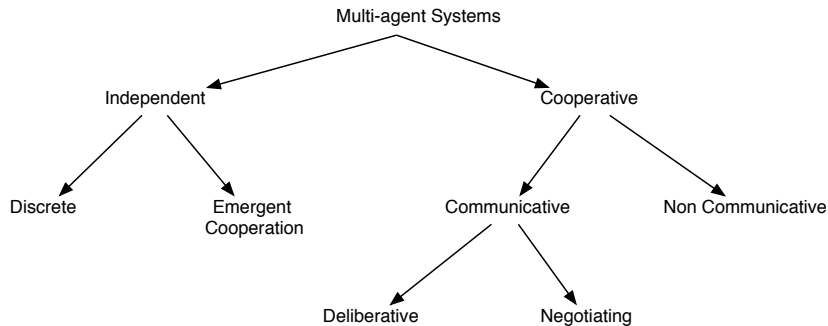 Multi-agent Systems
Independent
Cooperative
Discrete
Emergent
Cooperation
Communicative
Non Communicative
Deliberative
Negotiating